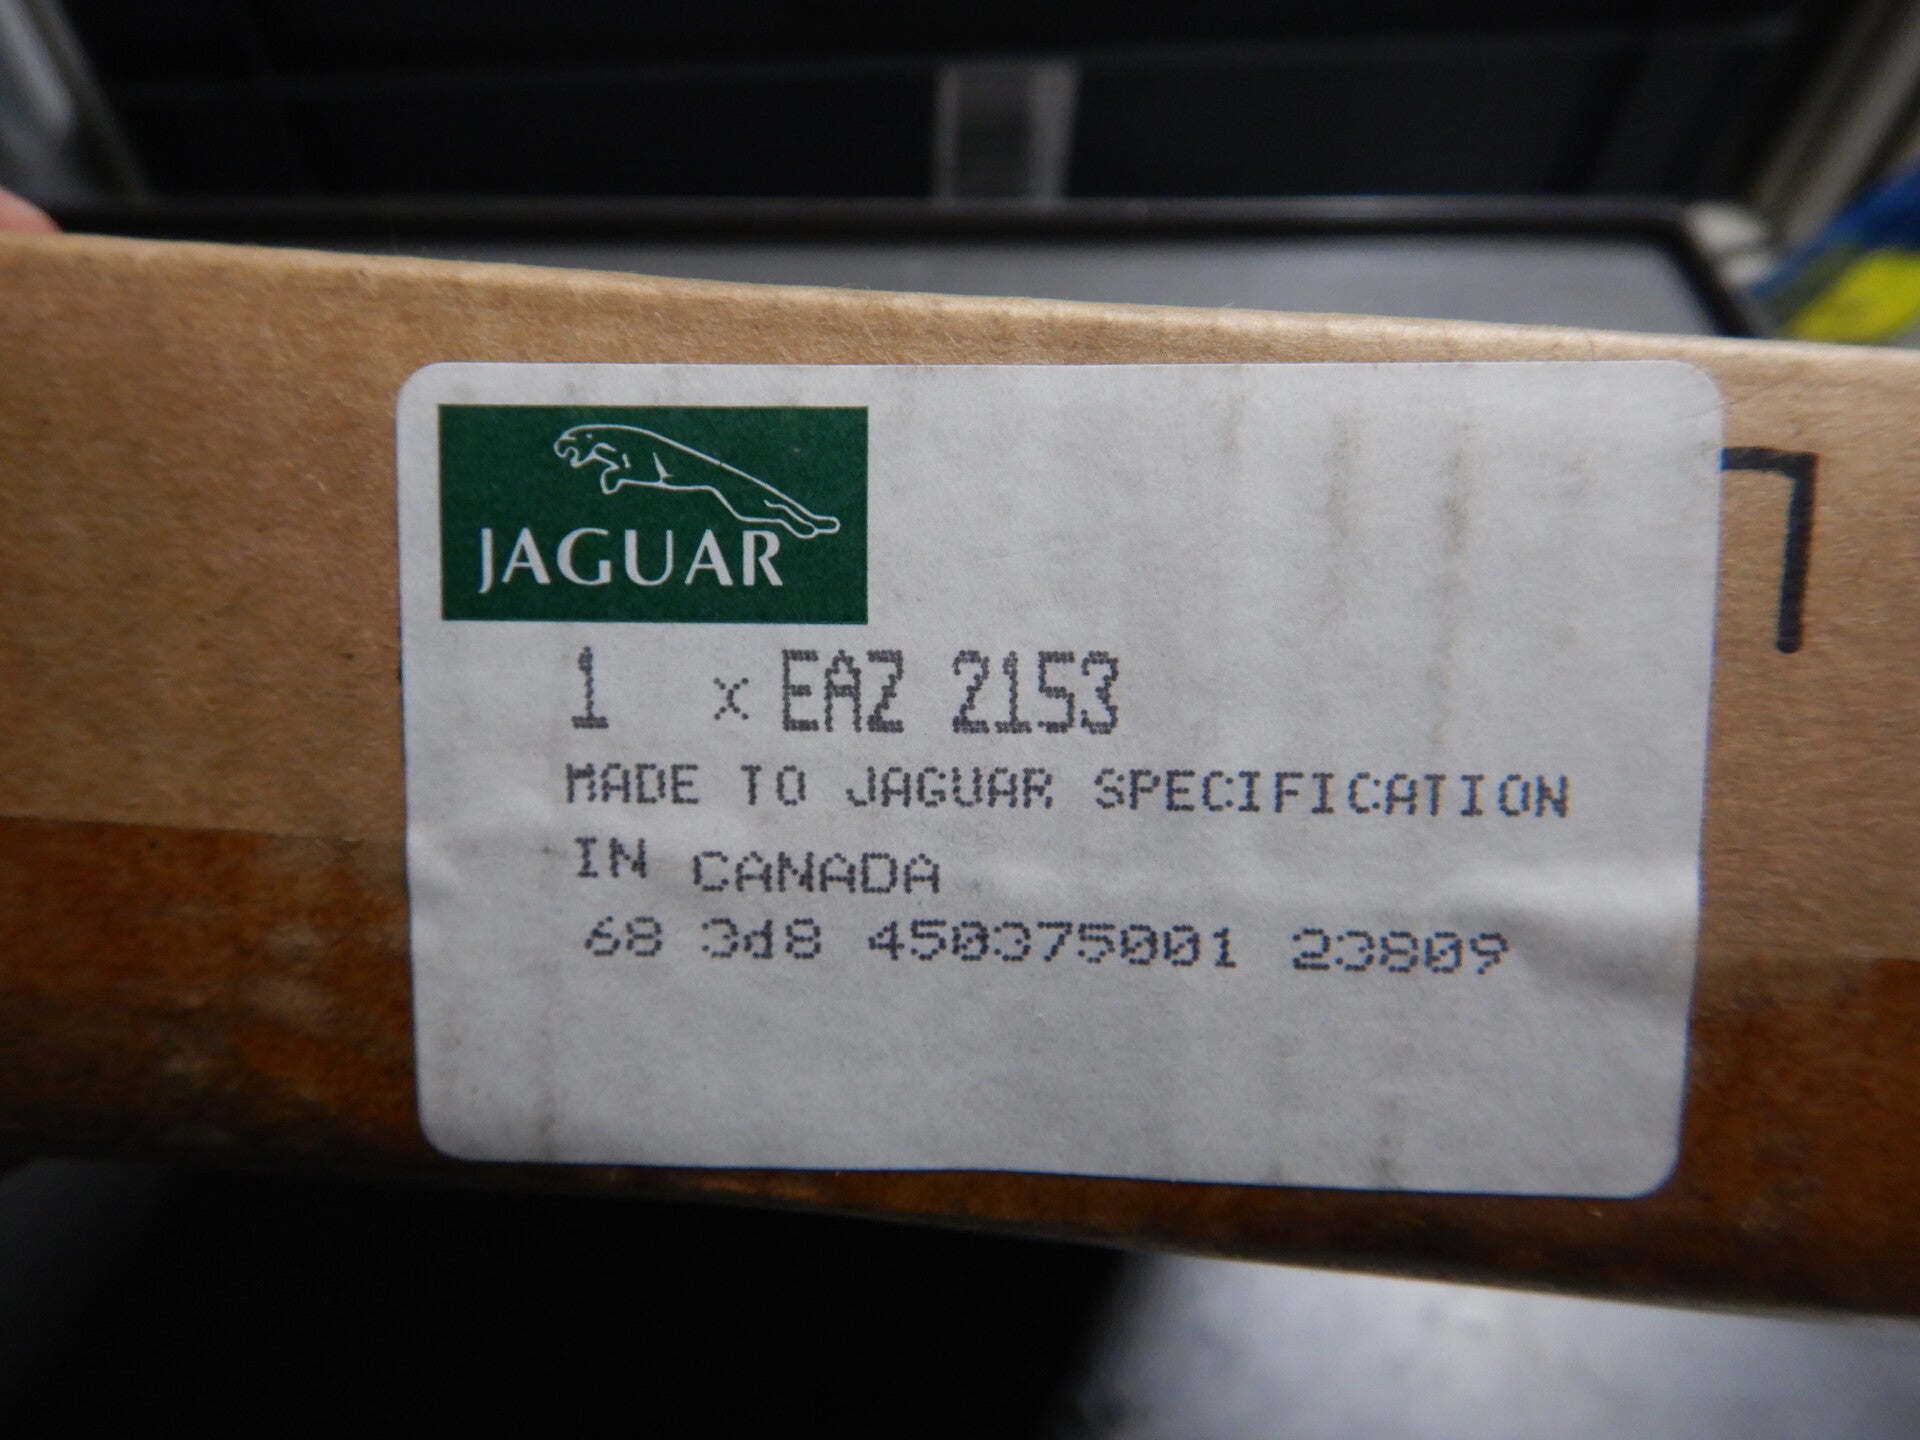 JAGUAR
1 x EAZ 2153
MADE TO JAGUAR SPECIFICATION
IN CANADA
68 3d8 450375001 23809